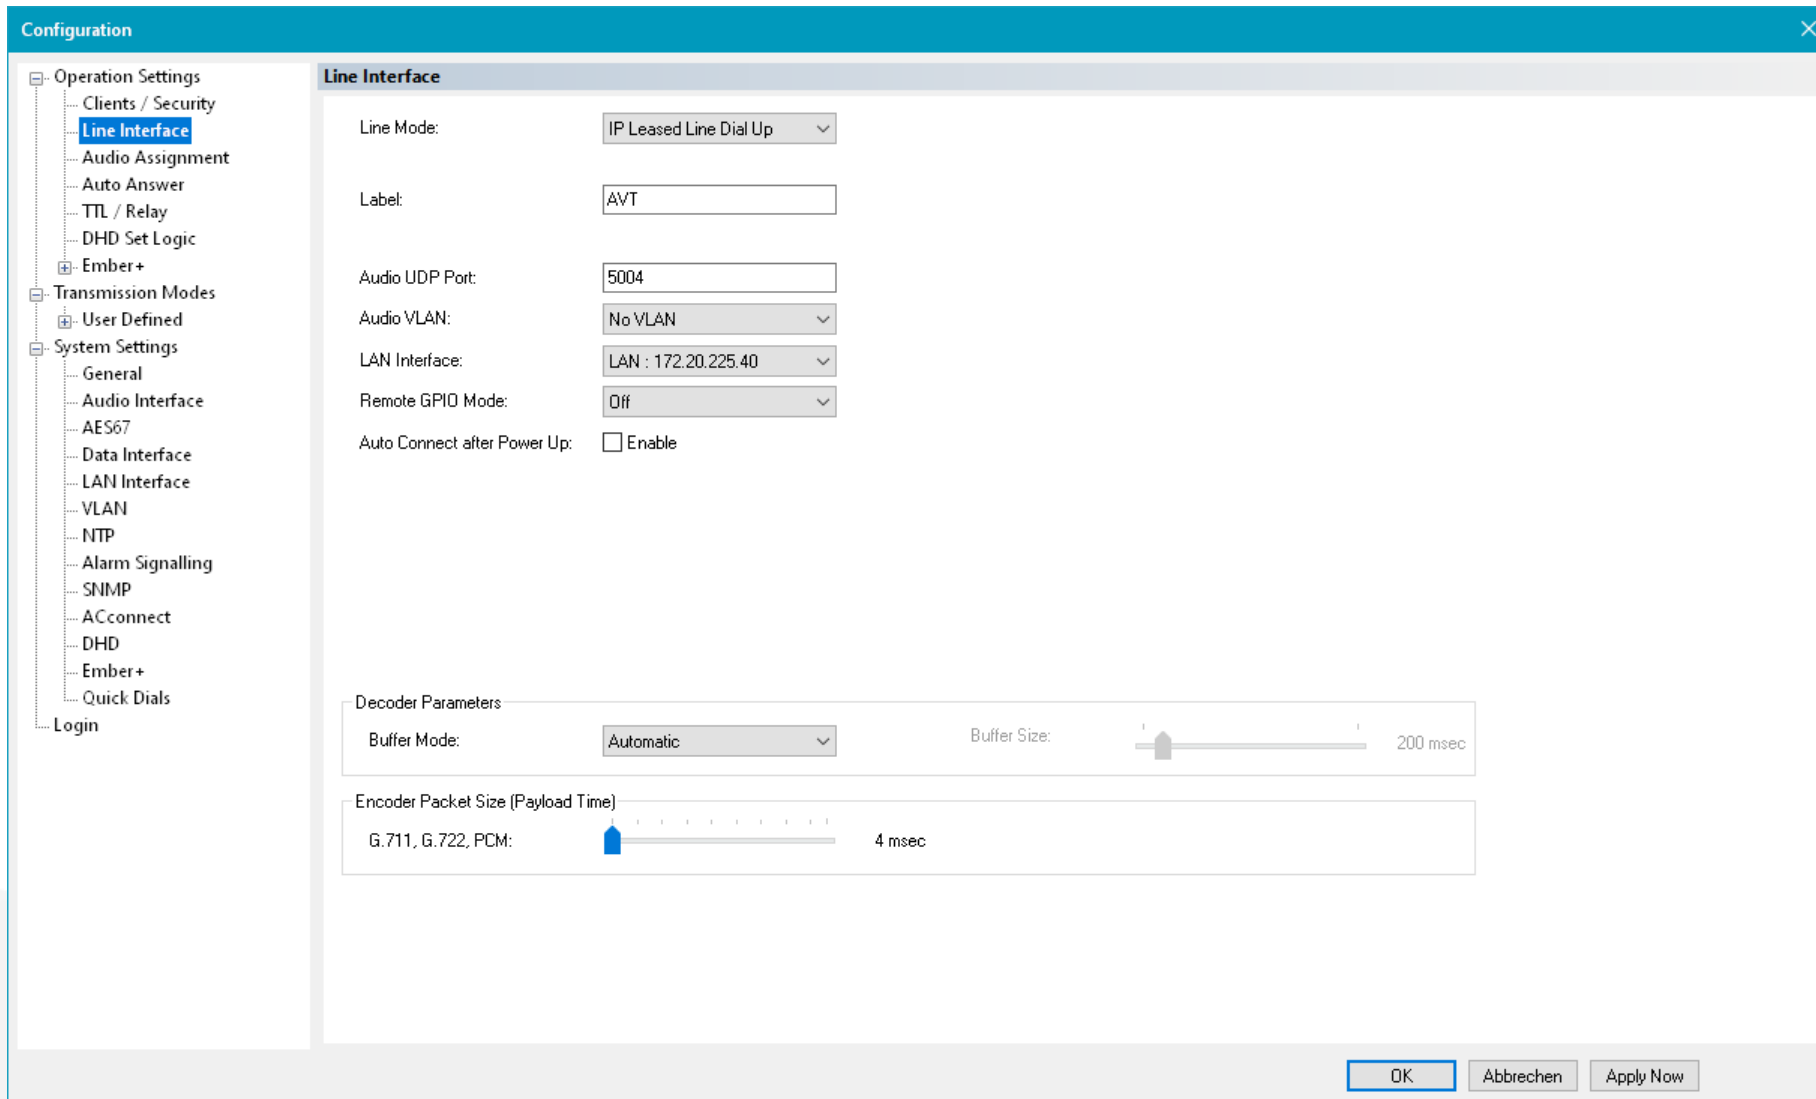 Configuration
Operation Settings
Clients / Security
Line Interface
Audio Assignment
Auto Answer
TTL / Relay
DHD Set Logic
Ember+
Transmission Modes
User Defined
System Settings
General
Audio Interface
AES67
Data Interface
LAN Interface
VLAN
NTP
Alarm Signalling
SNMP
ACconnect
DHD
Ember+
Quick Dials
Login
Line Interface
Line Mode: IP Leased Line Dial Up
Label: AVT
Audio UDP Port: 5004
Audio VLAN: No VLAN
LAN Interface: LAN : 172.20.225.40
Remote GPIO Mode: Off
Auto Connect after Power Up: Enable
Decoder Parameters
Buffer Mode: Automatic Buffer Size: 200 msec
Encoder Packet Size (Payload Time)
G.711, G.722, PCM: 4 msec
OK Abbrechen Apply Now